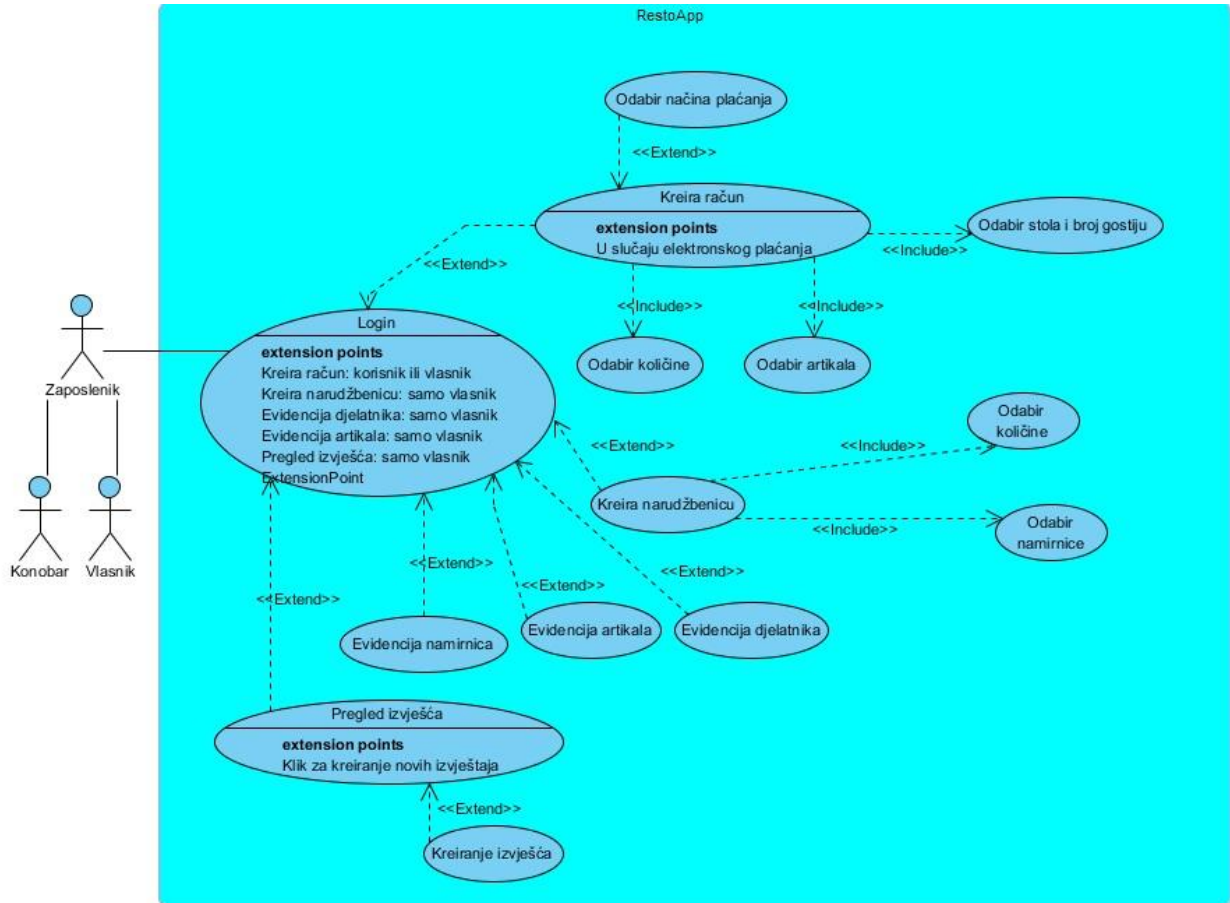 RestoApp
Odabir načina plaćanja
<<Extend>>
Kreira račun
extension points
U slučaju elektronskog plaćanja
Odabir stola i broj gostiju
<<Include>>
<<Extend>>
<<Include>>
<<Include>>
Odabir količine
Odabir artikala
Login
extension points
Kreira račun: korisnik ili vlasnik
Kreira narudžbenicu: samo vlasnik
Evidencija djelatnika: samo vlasnik
Evidencija artikala: samo vlasnik
Pregled izvješća: samo vlasnik
ExtensionPoint
Zaposlenik
Konobar
Vlasnik
<<Extend>>
Kreira narudžbenicu
<<Include>>
Odabir
količine
<<Include>>
Odabir
namirnice
<<Extend>>
<<Extend>>
<<Extend>>
<<Extend>>
Evidencija namirnica
Evidencija artikala
Evidencija djelatnika
Pregled izvješća
extension points
Klik za kreiranje novih izvještaja
<<Extend>>
Kreiranje izvješća